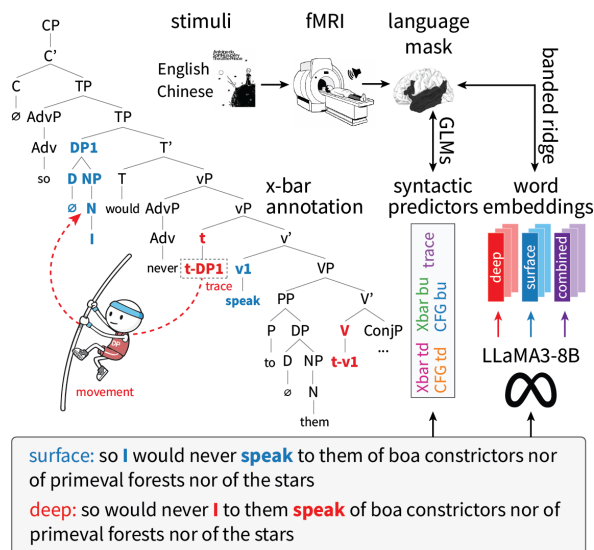 stimuli
fMRI
language
mask
English
Chinese
banded ridge
GLMs
CP
C'
C
TP
∅
AdvP
TP
Adv
DP1
T'
so
D
NP
T
vP
∅
N
would
AdvP
vP
I
Adv
t
v'
never
t-DP1
trace
v1
VP
speak
PP
V'
P
DP
V
ConjP
to
D
NP
t-v1
...
∅
N
them
DP
movement
x-bar
annotation
syntactic
predictors
word
embeddings
Xbar td
Xbar bu
trace
CFG td
CFG bu
deep
surface
combined
LLaMA3-8B
surface: so I would never speak to them of boa constrictors nor
of primeval forests nor of the stars
deep: so would never I to them speak of boa constrictors nor of
primeval forests nor of the stars